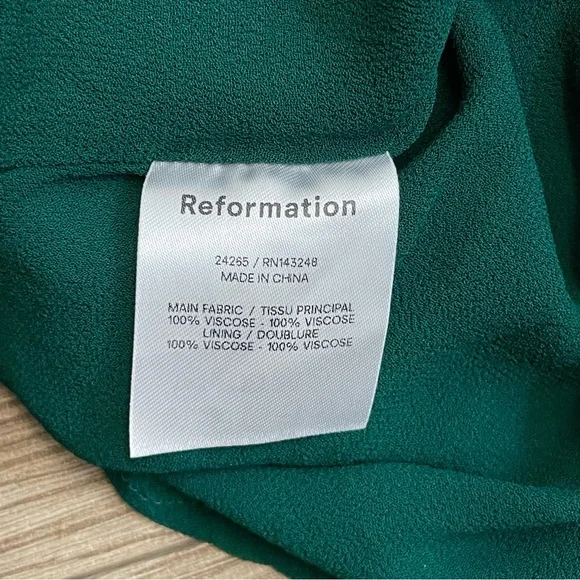 Reformation
24265 / RN143248
MADE IN CHINA
MAIN FABRIC / TISSU PRINCIPAL
100% VISCOSE - 100% VISCOSE
LINING / DOUBLURE
100% VISCOSE - 100% VISCOSE